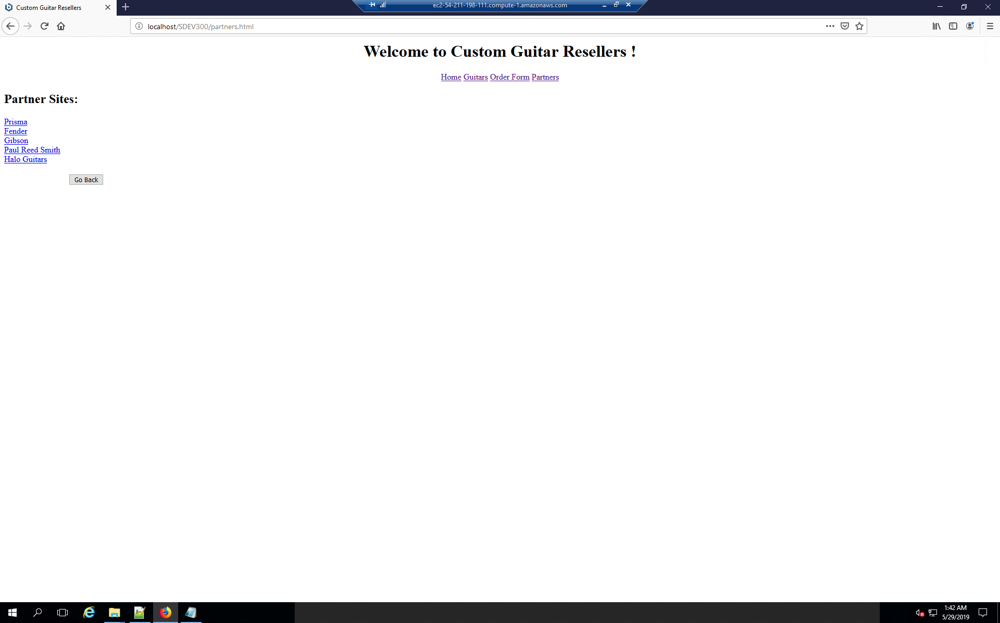 Custom Guitar Resellers
ec2-54-211-198-111.compute-1.amazonaws.com
localhost/SDEV300/partners.html
Welcome to Custom Guitar Resellers !
Home Guitars Order Form Partners
Partner Sites:
Prisma
Fender
Gibson
Paul Reed Smith
Halo Guitars
Go Back
1:42 AM
5/29/2019